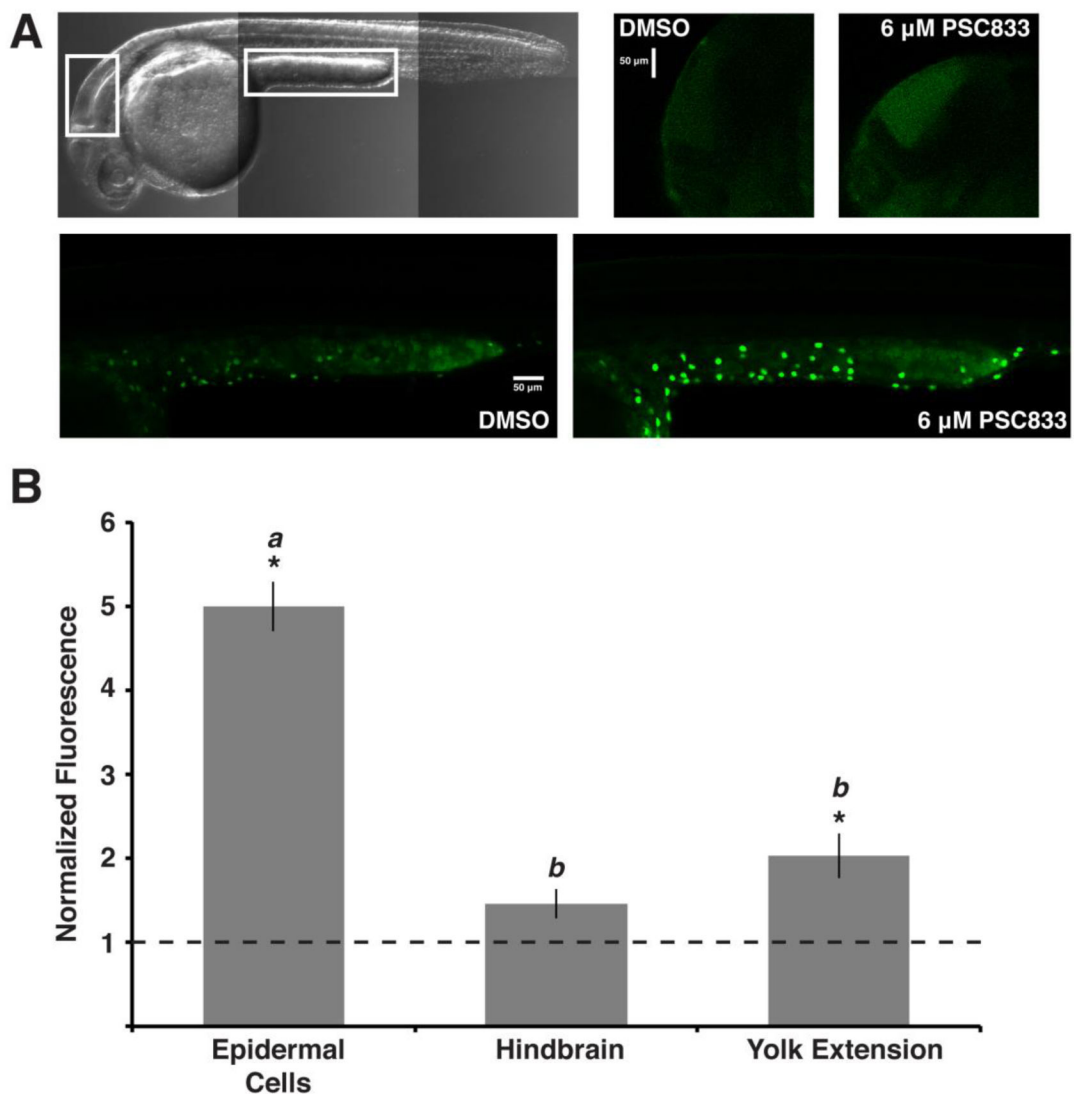 A
DMSO
50 µm
6 µM PSC833
50 µm
DMSO
6 µM PSC833
B
Normalized Fluorescence
6
5
4
3
2
1
a
*
b
b
*
Epidermal
Cells
Hindbrain
Yolk Extension